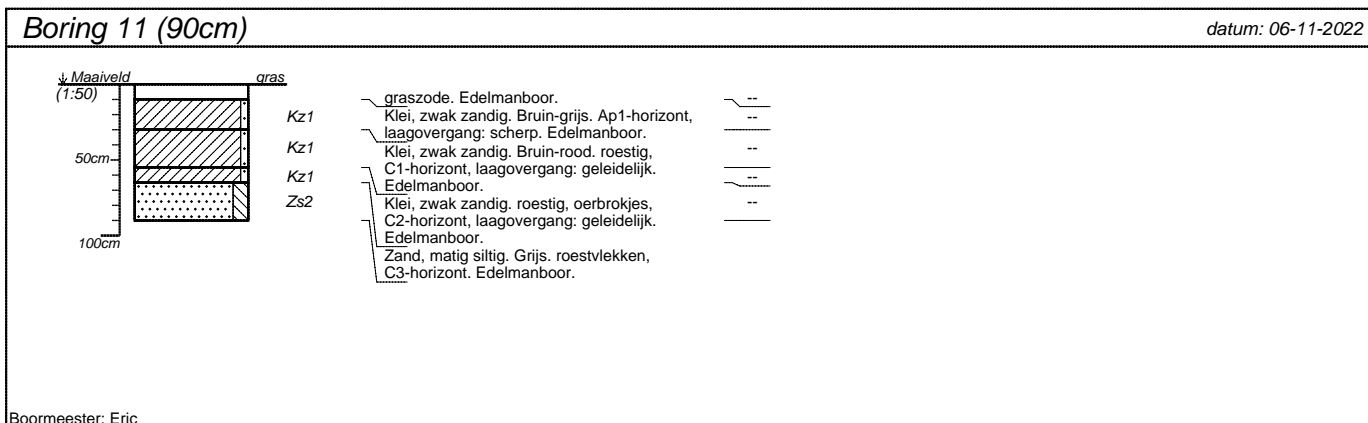 Boring 11 (90cm)
datum: 06-11-2022
Maaiveld
gras
(1:50)
50cm
100cm
Kz1
Kz1
Kz1
Zs2
graszode. Edelmanboor.
Klei, zwak zandig. Bruin-grijs. Ap1-horizont,
laagovergang: scherp. Edelmanboor.
Klei, zwak zandig. Bruin-rood. roestig,
C1-horizont, laagovergang: geleidelijk.
Edelmanboor.
Klei, zwak zandig. roestig, oerbrokjes,
C2-horizont, laagovergang: geleidelijk.
Edelmanboor.
Zand, matig siltig. Grijs. roestvlekken,
C3-horizont. Edelmanboor.
--
--
--
--
--
Boormeester: Eric